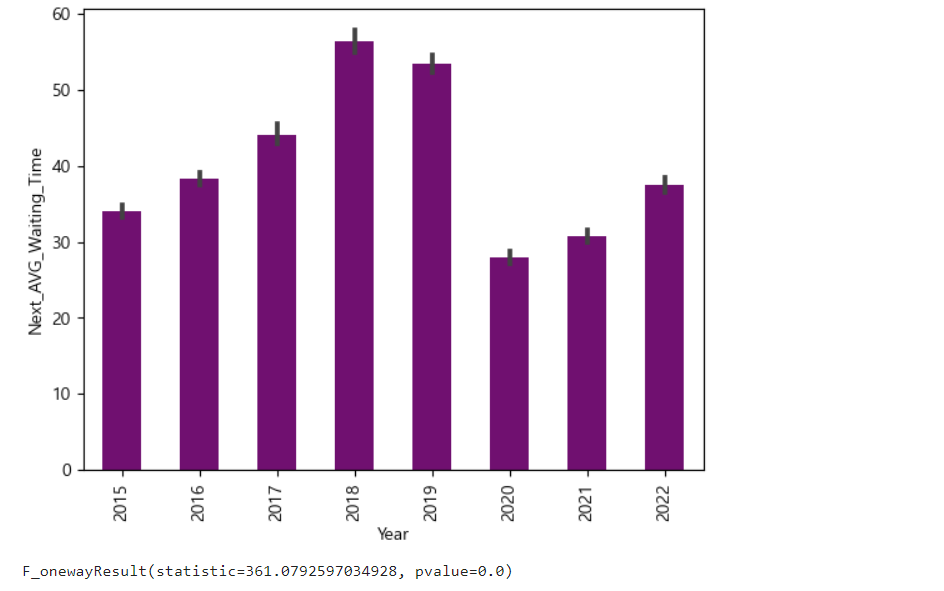 60
50
40
30
20
10
0
Next_AVG_Waiting_Time
2015 2016 2017 2018 2019 2020 2021 2022
Year
F_onewayResult(statistic=361.0792597034928, pvalue=0.0)